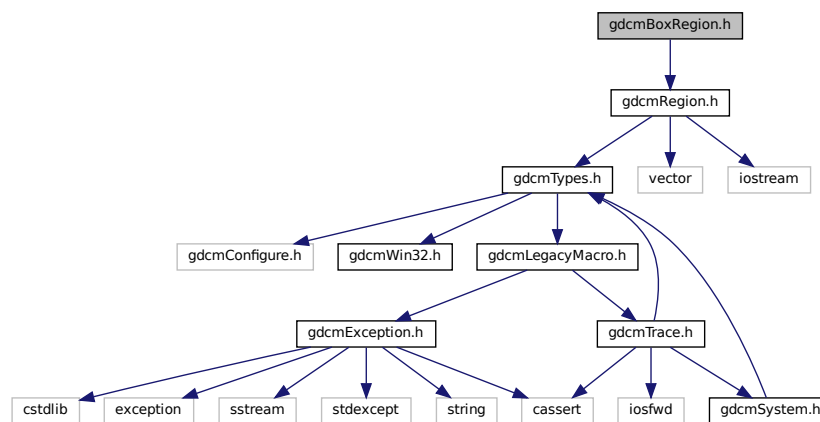 gdcmBoxRegion.h
gdcmRegion.h
gdcmTypes.h
vector
iostream
gdcmConfigure.h
gdcmWin32.h
gdcmLegacyMacro.h
gdcmException.h
gdcmTrace.h
cstdlib
exception
sstream
stdexcept
string
cassert
iosfwd
gdcmSystem.h